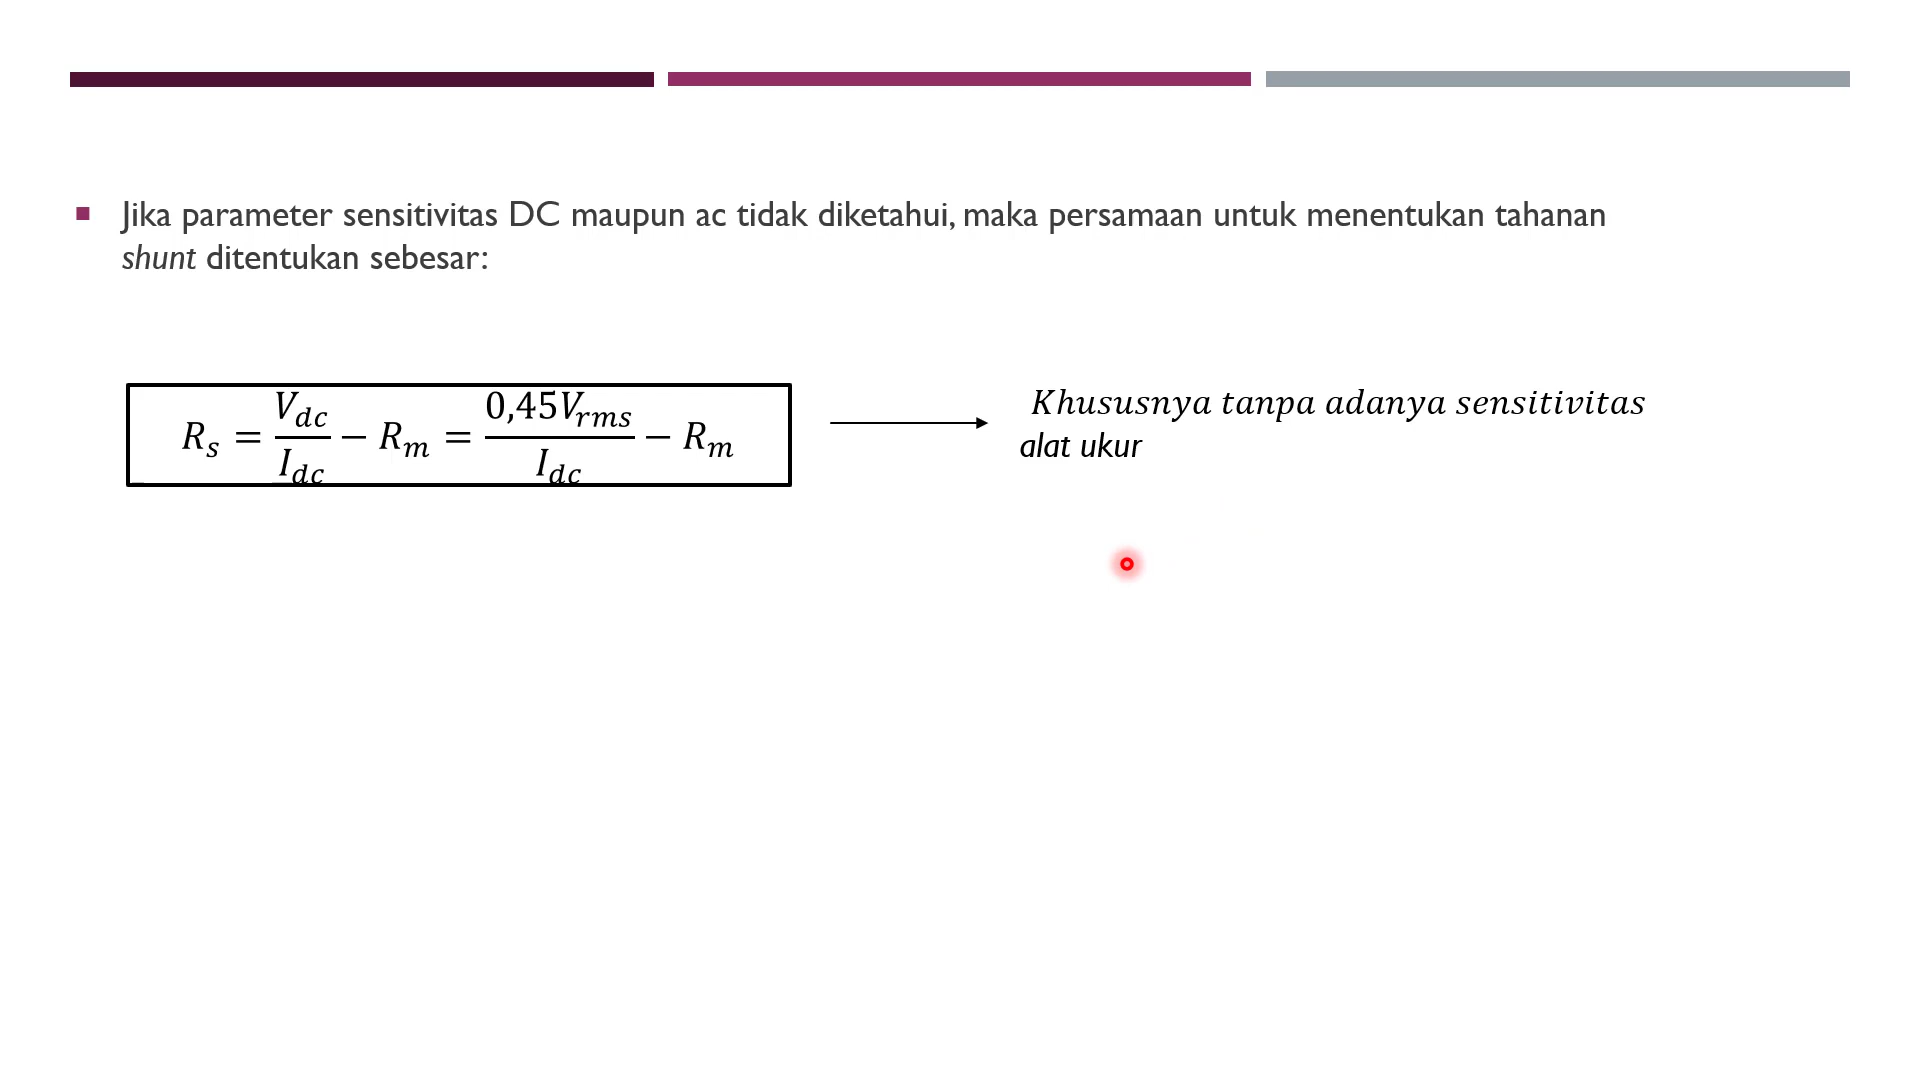 Jika parameter sensitivitas DC maupun ac tidak diketahui, maka persamaan untuk menentukan tahanan
shunt ditentukan sebesar:
R_s = V_dc / I_dc − R_m = 0,45V_rms / I_dc − R_m
Khususnya tanpa adanya sensitivitas
alat ukur